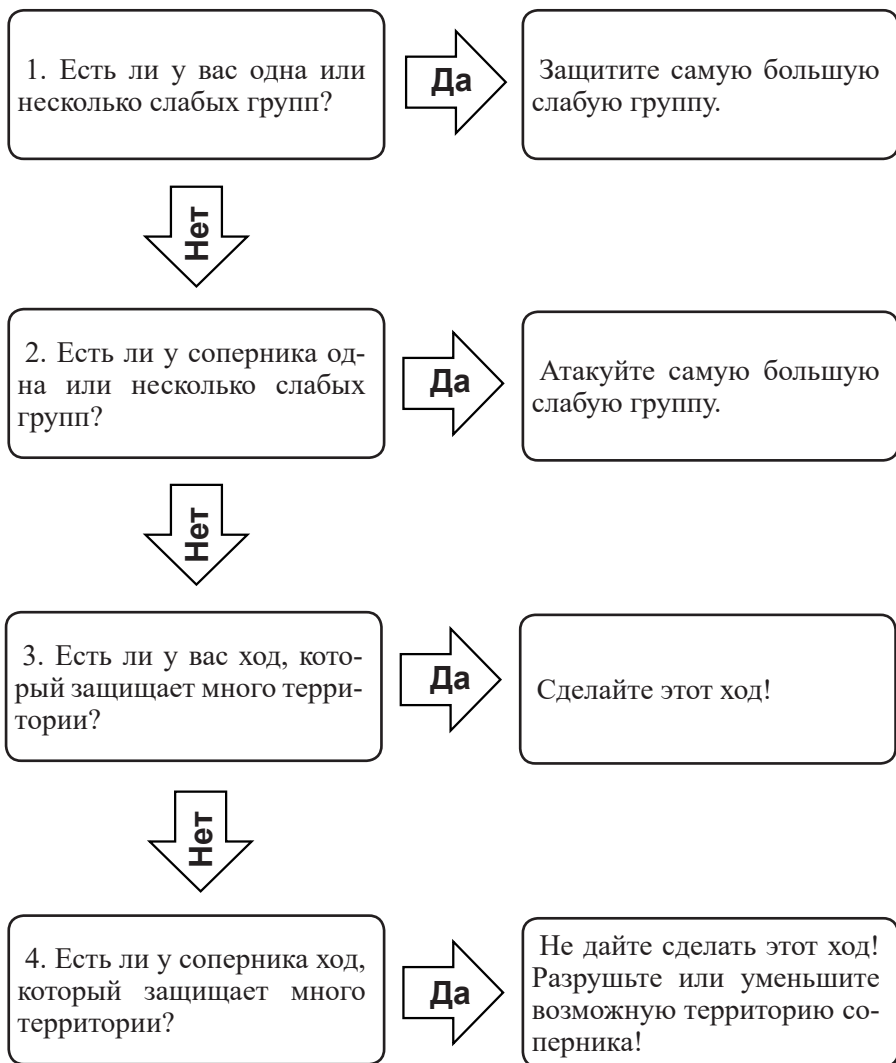 1. Есть ли у вас одна или
несколько слабых групп?
Да
Защитите самую большую
слабую группу.
Нет
2. Есть ли у соперника од-
на или несколько слабых
групп?
Да
Атакуйте самую большую
слабую группу.
Нет
3. Есть ли у вас ход, кото-
рый защищает много терри-
тории?
Да
Сделайте этот ход!
Нет
4. Есть ли у соперника ход,
который защищает много
территории?
Да
Не дайте сделать этот ход!
Разрушьте или уменьшите
возможную территорию со-
перника!